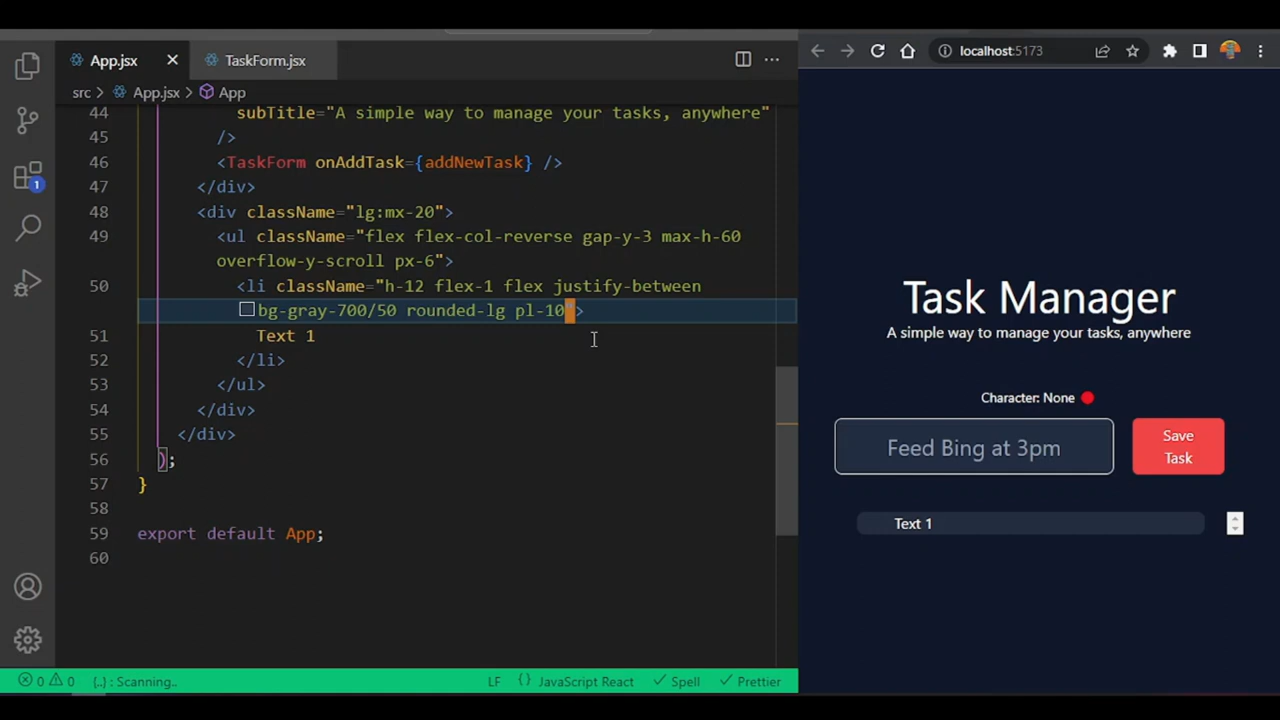 App.jsx
TaskForm.jsx
localhost:5173
src > App.jsx > App
44 subTitle="A simple way to manage your tasks, anywhere"
45 />
46 <TaskForm onAddTask={addNewTask} />
47 </div>
48 <div className="lg:mx-20">
49 <ul className="flex flex-col-reverse gap-y-3 max-h-60
overflow-y-scroll px-6">
50 <li className="h-12 flex-1 flex justify-between
bg-gray-700/50 rounded-lg pl-10">
51 Text 1
52 </li>
53 </ul>
54 </div>
55 </div>
56 );
57 }
58
59 export default App;
60
1
Task Manager
A simple way to manage your tasks, anywhere
Character: None
Feed Bing at 3pm
Save
Task
Text 1
0 0 {..} : Scanning.. LF {} JavaScript React Spell Prettier